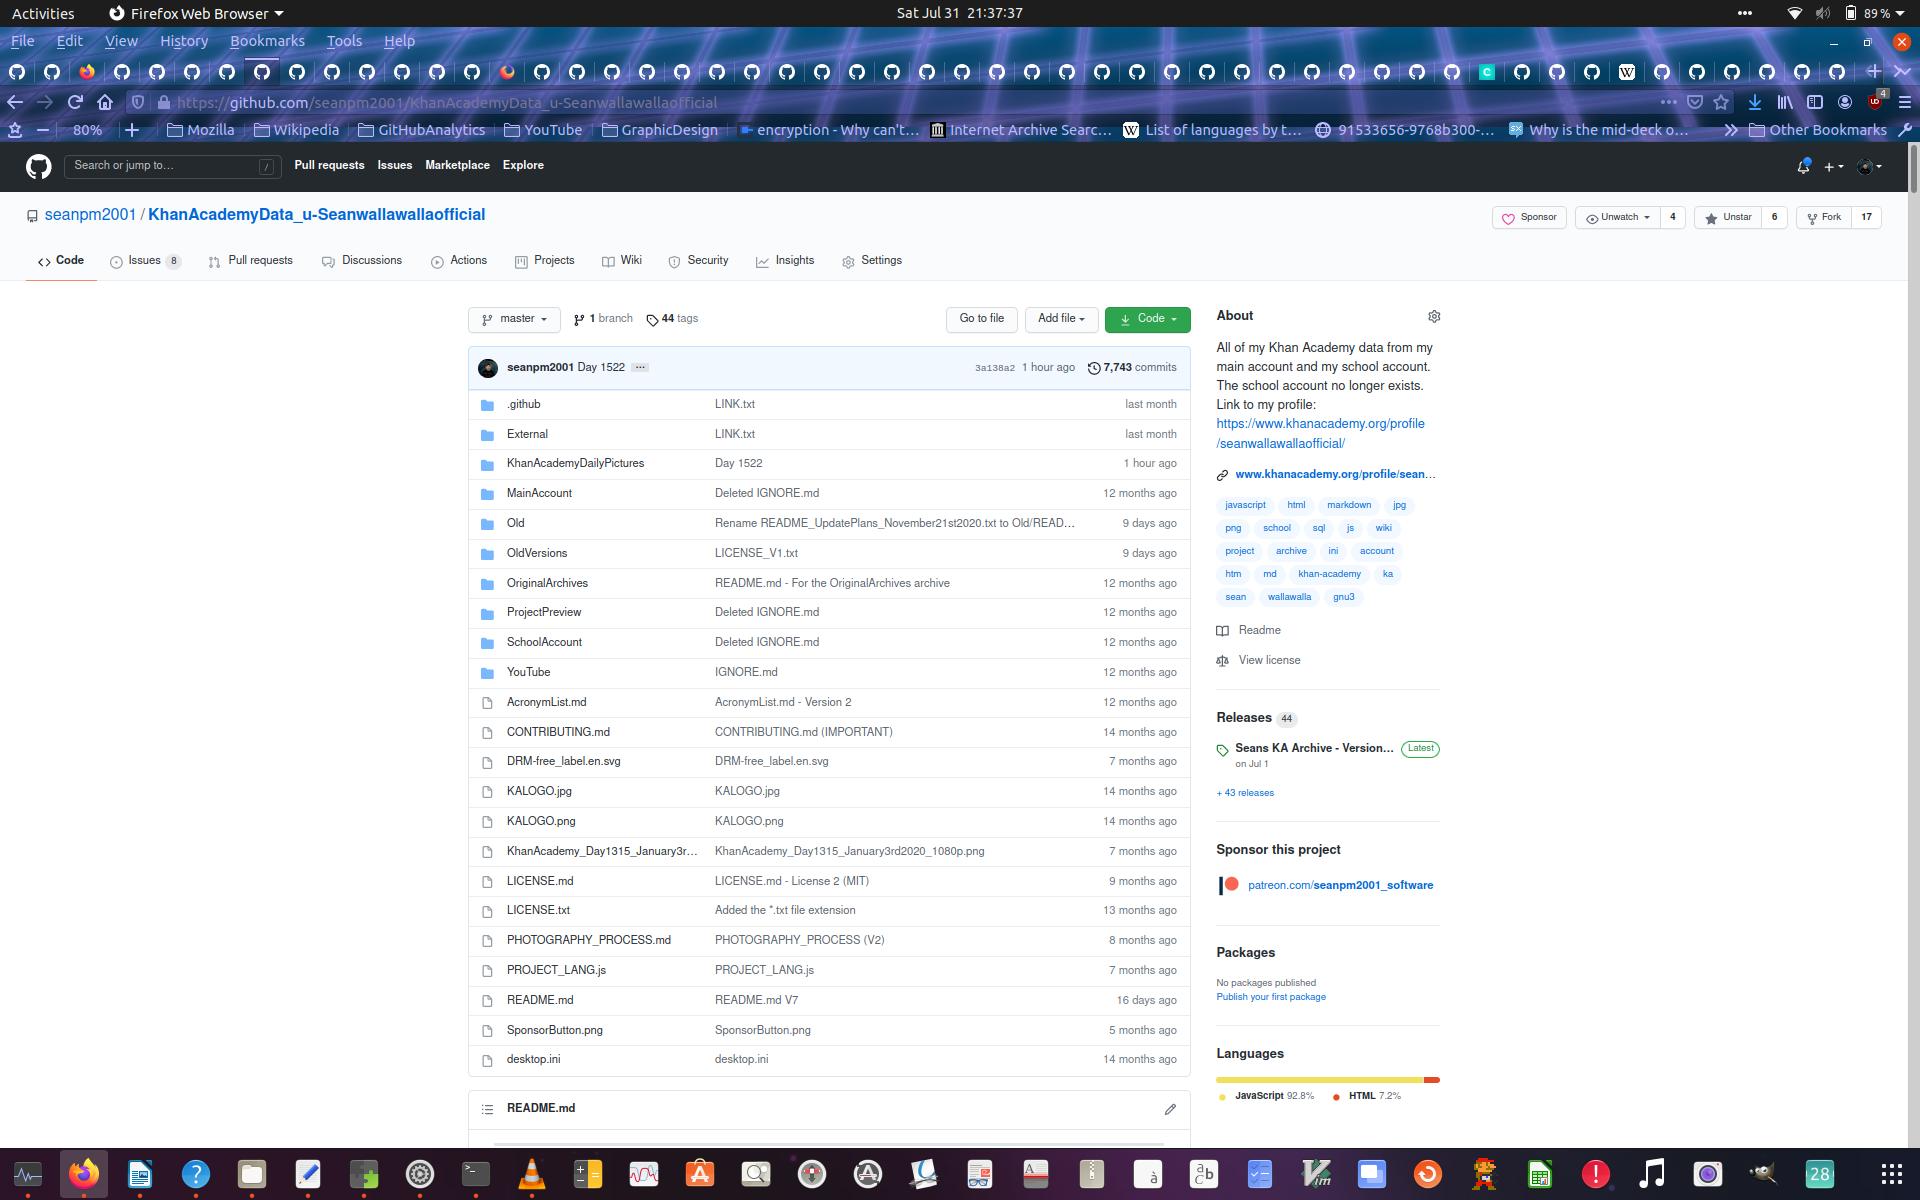 Activities Firefox Web Browser Sat Jul 31 21:37:37 89 %
File Edit View History Bookmarks Tools Help
https://github.com/seanpm2001/KhanAcademyData_u-Seanwallawallaofficial 4
80% Mozilla Wikipedia GitHubAnalytics YouTube GraphicDesign encryption - Why can't… Internet Archive Searc… List of languages by t… 91533656-9768b300-… Why is the mid-deck o… Other Bookmarks
Search or jump to… / Pull requests Issues Marketplace Explore
seanpm2001 / KhanAcademyData_u-Seanwallawallaofficial Sponsor Unwatch 4 Unstar 6 Fork 17
Code Issues 8 Pull requests Discussions Actions Projects Wiki Security Insights Settings
master 1 branch 44 tags Go to file Add file Code
seanpm2001 Day 1522 … 3a138a2 1 hour ago 7,743 commits
.github LINK.txt last month
External LINK.txt last month
KhanAcademyDailyPictures Day 1522 1 hour ago
MainAccount Deleted IGNORE.md 12 months ago
Old Rename README_UpdatePlans_November21st2020.txt to Old/READ… 9 days ago
OldVersions LICENSE_V1.txt 9 days ago
OriginalArchives README.md - For the OriginalArchives archive 12 months ago
ProjectPreview Deleted IGNORE.md 12 months ago
SchoolAccount Deleted IGNORE.md 12 months ago
YouTube IGNORE.md 12 months ago
AcronymList.md AcronymList.md - Version 2 12 months ago
CONTRIBUTING.md CONTRIBUTING.md (IMPORTANT) 14 months ago
DRM-free_label.en.svg DRM-free_label.en.svg 7 months ago
KALOGO.jpg KALOGO.jpg 14 months ago
KALOGO.png KALOGO.png 14 months ago
KhanAcademy_Day1315_January3r… KhanAcademy_Day1315_January3rd2020_1080p.png 7 months ago
LICENSE.md LICENSE.md - License 2 (MIT) 9 months ago
LICENSE.txt Added the *.txt file extension 13 months ago
PHOTOGRAPHY_PROCESS.md PHOTOGRAPHY_PROCESS (V2) 8 months ago
PROJECT_LANG.js PROJECT_LANG.js 7 months ago
README.md README.md V7 16 days ago
SponsorButton.png SponsorButton.png 5 months ago
desktop.ini desktop.ini 14 months ago
README.md
About
All of my Khan Academy data from my
main account and my school account.
The school account no longer exists.
Link to my profile:
https://www.khanacademy.org/profile
/seanwallawallaofficial/
www.khanacademy.org/profile/sean…
javascript html markdown jpg
png school sql js wiki
project archive ini account
htm md khan-academy ka
sean wallawalla gnu3
Readme
View license
Releases 44
Seans KA Archive - Version… Latest
on Jul 1
+ 43 releases
Sponsor this project
patreon.com/seanpm2001_software
Packages
No packages published
Publish your first package
Languages
JavaScript 92.8% HTML 7.2%
28